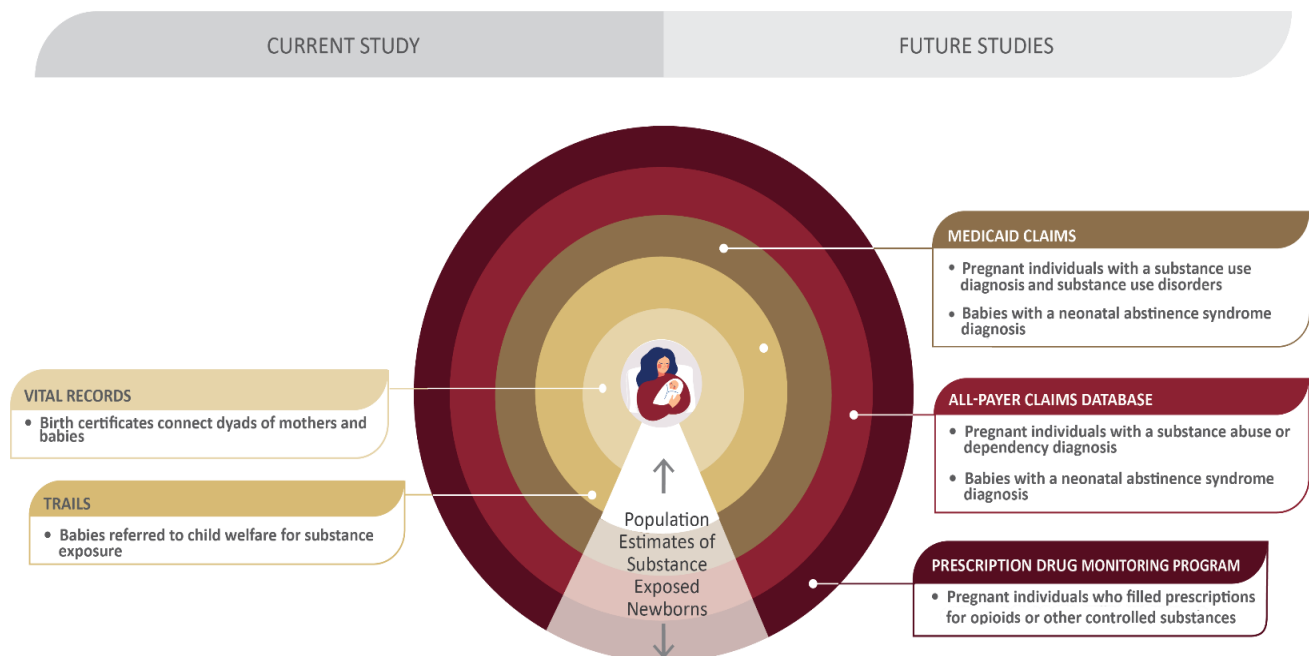 CURRENT STUDY
FUTURE STUDIES
VITAL RECORDS
• Birth certificates connect dyads of mothers and
babies
TRAILS
• Babies referred to child welfare for substance
exposure
Population
Estimates of
Substance
Exposed
Newborns
MEDICAID CLAIMS
• Pregnant individuals with a substance use
diagnosis and substance use disorders
• Babies with a neonatal abstinence syndrome
diagnosis
ALL-PAYER CLAIMS DATABASE
• Pregnant individuals with a substance abuse or
dependency diagnosis
• Babies with a neonatal abstinence syndrome
diagnosis
PRESCRIPTION DRUG MONITORING PROGRAM
• Pregnant individuals who filled prescriptions
for opioids or other controlled substances